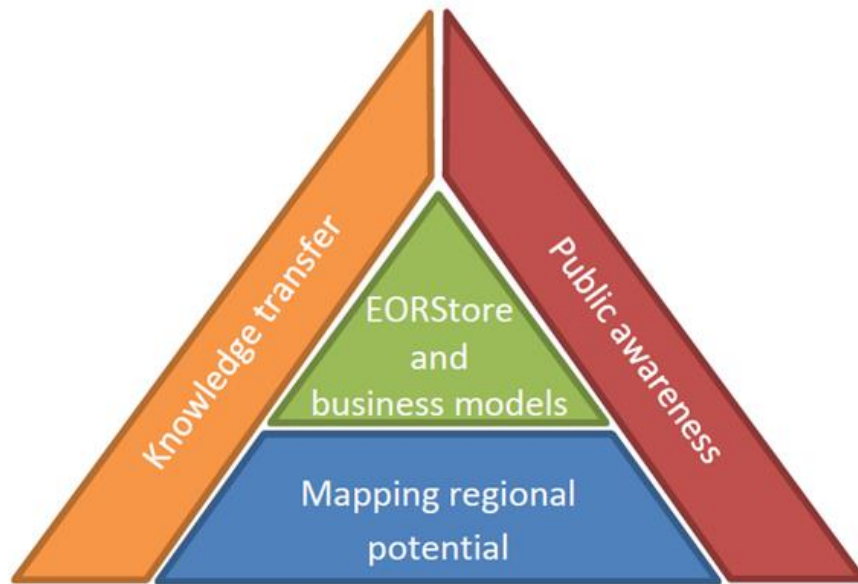 Knowledge transfer
Public awareness
EORStore
and
business models
Mapping regional
potential